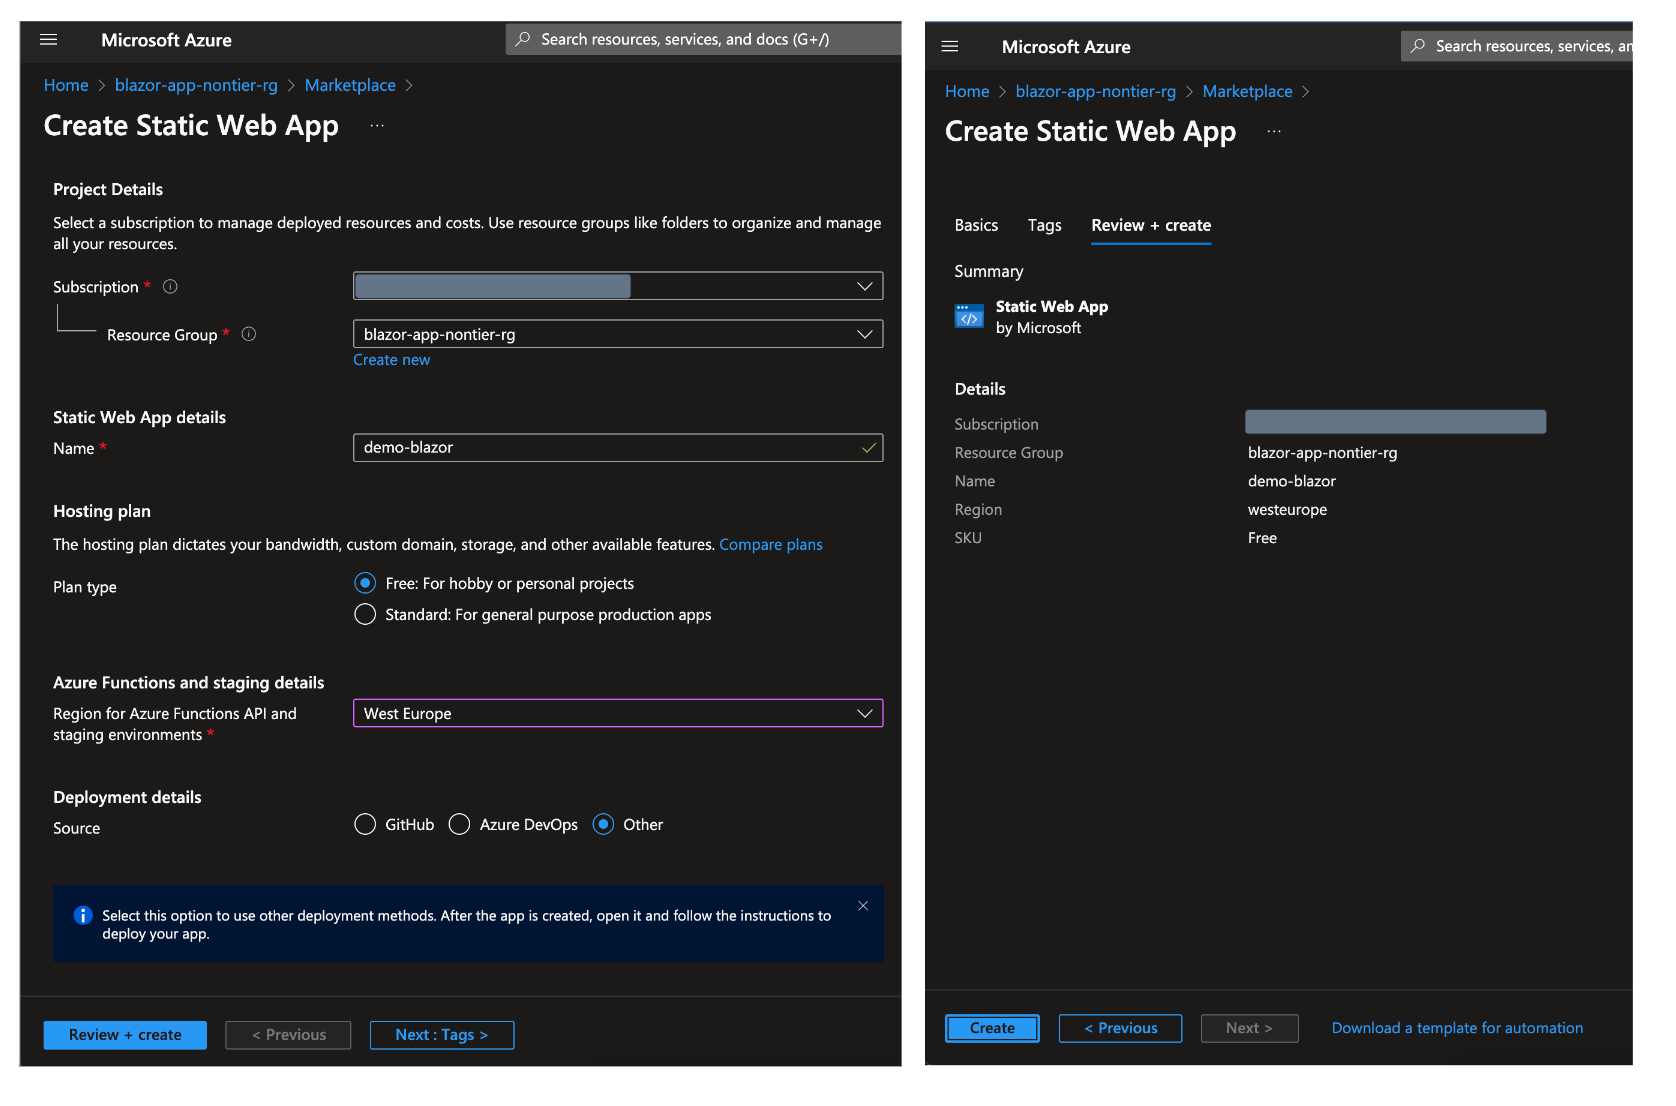 Microsoft Azure
Search resources, services, and docs (G+/)
Home > blazor-app-nontier-rg > Marketplace >
Create Static Web App ...
Project Details
Select a subscription to manage deployed resources and costs. Use resource groups like folders to organize and manage
all your resources.
Subscription *
Resource Group *
blazor-app-nontier-rg
Create new
Static Web App details
Name *
demo-blazor
Hosting plan
The hosting plan dictates your bandwidth, custom domain, storage, and other available features. Compare plans
Plan type
Free: For hobby or personal projects
Standard: For general purpose production apps
Azure Functions and staging details
Region for Azure Functions API and
staging environments *
West Europe
Deployment details
Source
GitHub
Azure DevOps
Other
Select this option to use other deployment methods. After the app is created, open it and follow the instructions to
deploy your app.
Review + create
< Previous
Next : Tags >
Microsoft Azure
Search resources, services, an
Home > blazor-app-nontier-rg > Marketplace >
Create Static Web App ...
Basics
Tags
Review + create
Summary
Static Web App
by Microsoft
Details
Subscription
Resource Group
blazor-app-nontier-rg
Name
demo-blazor
Region
westeurope
SKU
Free
Create
< Previous
Next >
Download a template for automation